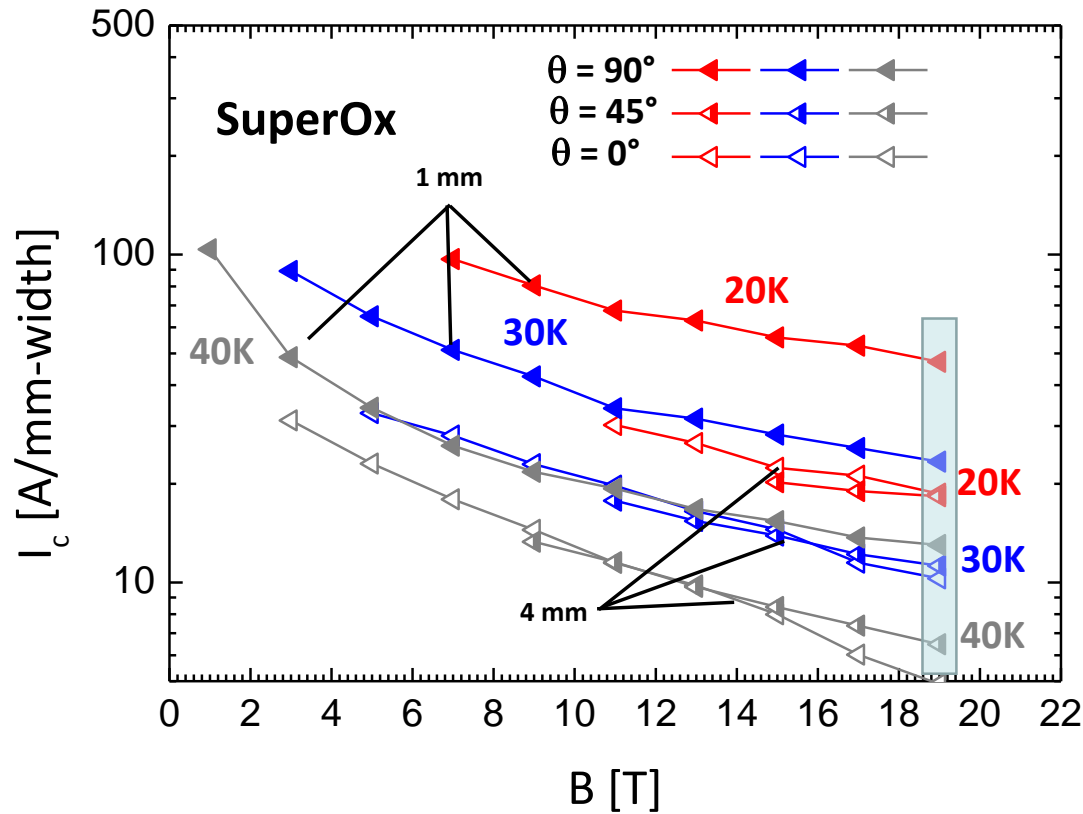 500
θ = 90°
θ = 45°
θ = 0°
SuperOx
1 mm
100
20K
30K
40K
20K
30K
10
4 mm
40K
0 2 4 6 8 10 12 14 16 18 20 22
B [T]
I_c [A/mm-width]